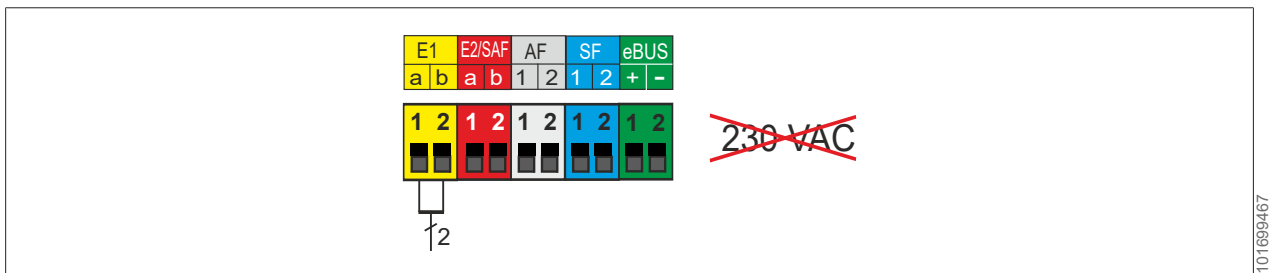 E1 E2/SAF AF SF eBUS
a b a b 1 2 1 2 + -
1 2 1 2 1 2 1 2 1 2
230 VAC
2
101699467